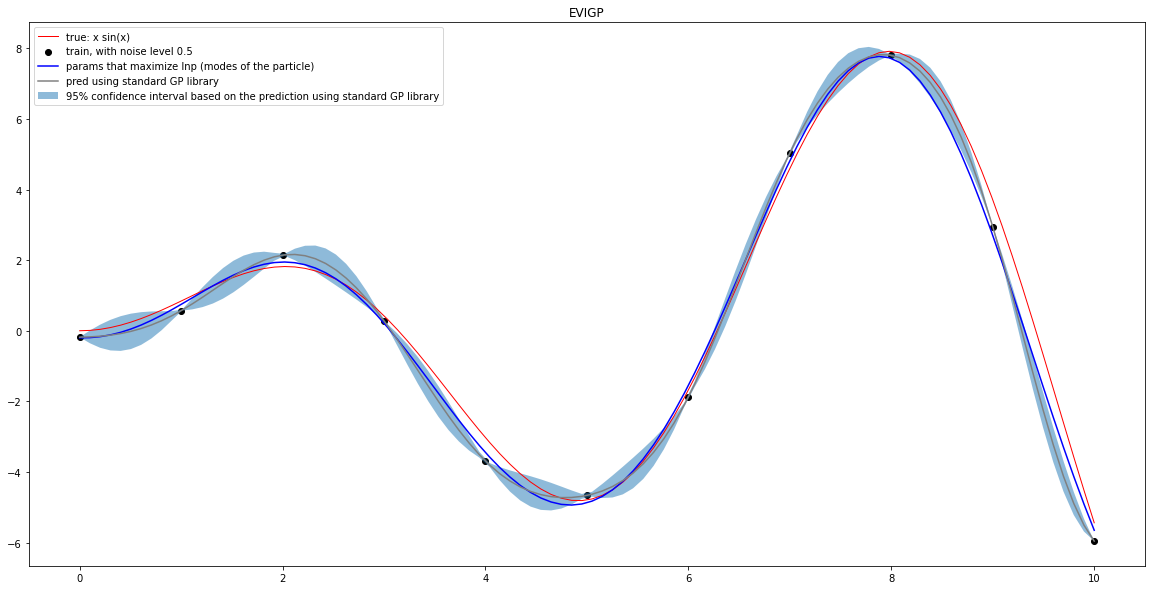 EVIGP
true: x sin(x)
train, with noise level 0.5
params that maximize lnp (modes of the particle)
pred using standard GP library
95% confidence interval based on the prediction using standard GP library
8
6
4
2
0
−2
−4
−6
0 2 4 6 8 10